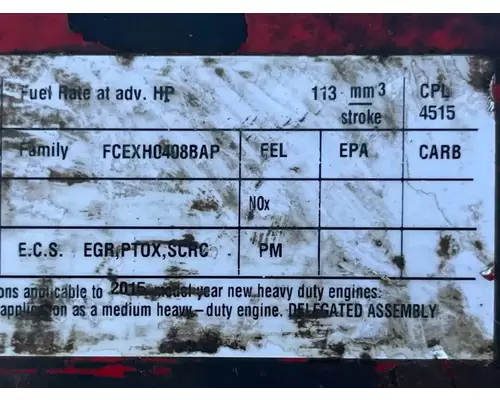 Fuel Rate at adv. HP 113 mm3 stroke CPL 4515
Family FCEXH0408BAP FEL EPA CARB
NOx
E.C.S. EGR,PTOX,SCRC PM
ons applicable to 2015 model year new heavy duty engines.
application as a medium heavy-duty engine. DELEGATED ASSEMBLY